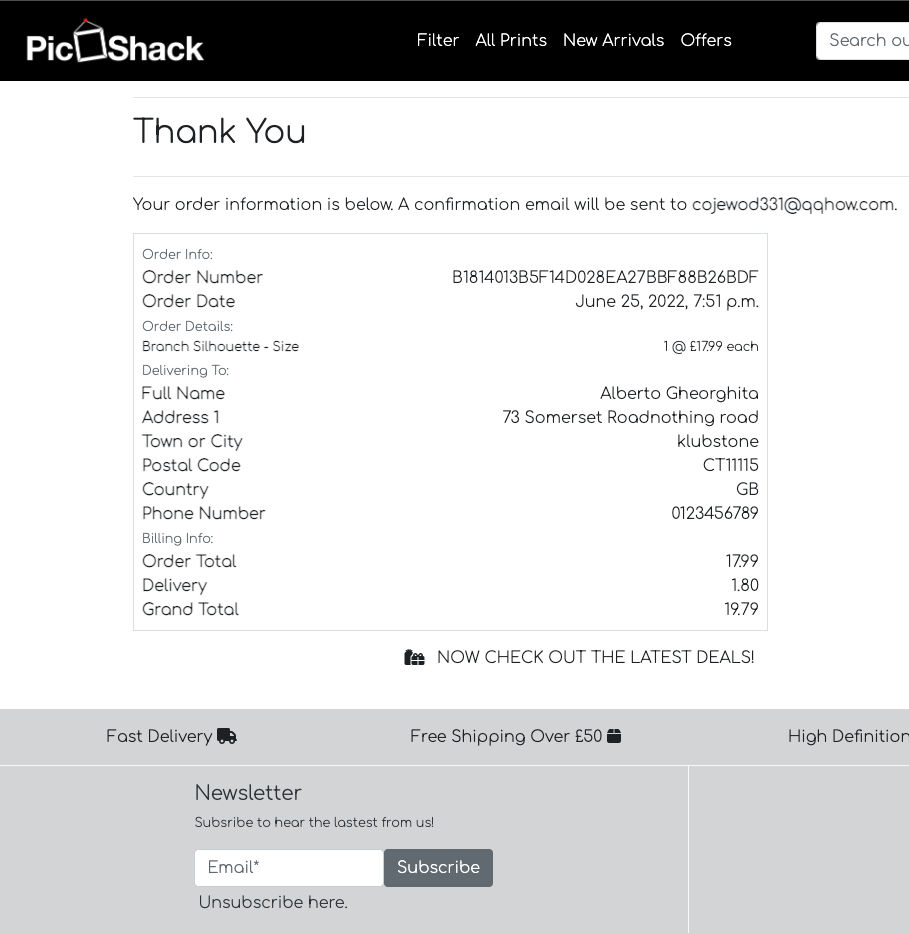 PicShack
Filter All Prints New Arrivals Offers Search ou
Thank You
Your order information is below. A confirmation email will be sent to cojewod331@qqhow.com.
Order Info:
Order Number B1814013B5F14D028EA27BBF88B26BDF
Order Date June 25, 2022, 7:51 p.m.
Order Details:
Branch Silhouette - Size 1 @ £17.99 each
Delivering To:
Full Name Alberto Gheorghita
Address 1 73 Somerset Roadnothing road
Town or City klubstone
Postal Code CT11115
Country GB
Phone Number 0123456789
Billing Info:
Order Total 17.99
Delivery 1.80
Grand Total 19.79
NOW CHECK OUT THE LATEST DEALS!
Fast Delivery Free Shipping Over £50 High Definition
Newsletter
Subsribe to hear the lastest from us!
Email* Subscribe
Unsubscribe here.